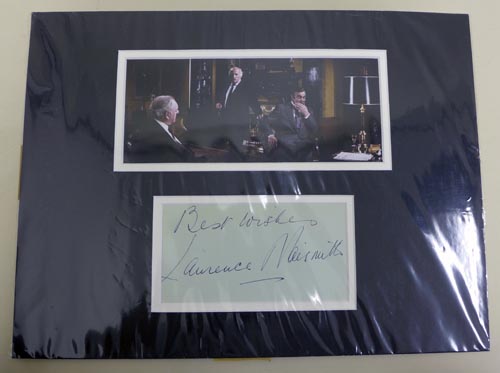 Best Wishes
Laurence Naismith